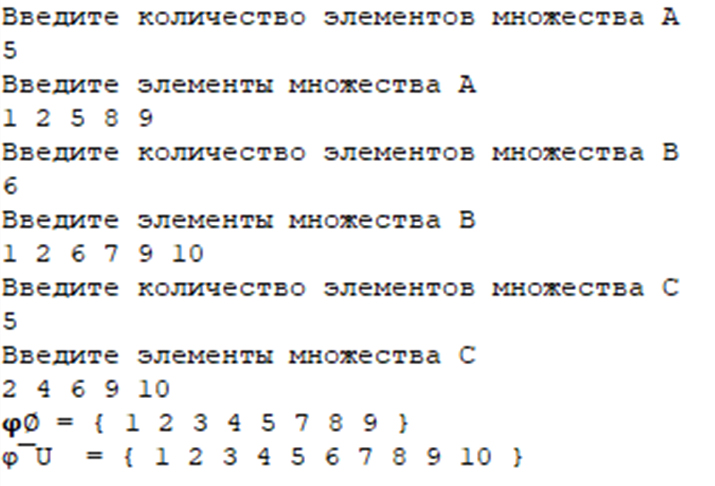 Введите количество элементов множества A
5
Введите элементы множества A
1 2 5 8 9
Введите количество элементов множества B
6
Введите элементы множества B
1 2 6 7 9 10
Введите количество элементов множества C
5
Введите элементы множества C
2 4 6 9 10
φØ = { 1 2 3 4 5 7 8 9 }
φ¯U = { 1 2 3 4 5 6 7 8 9 10 }